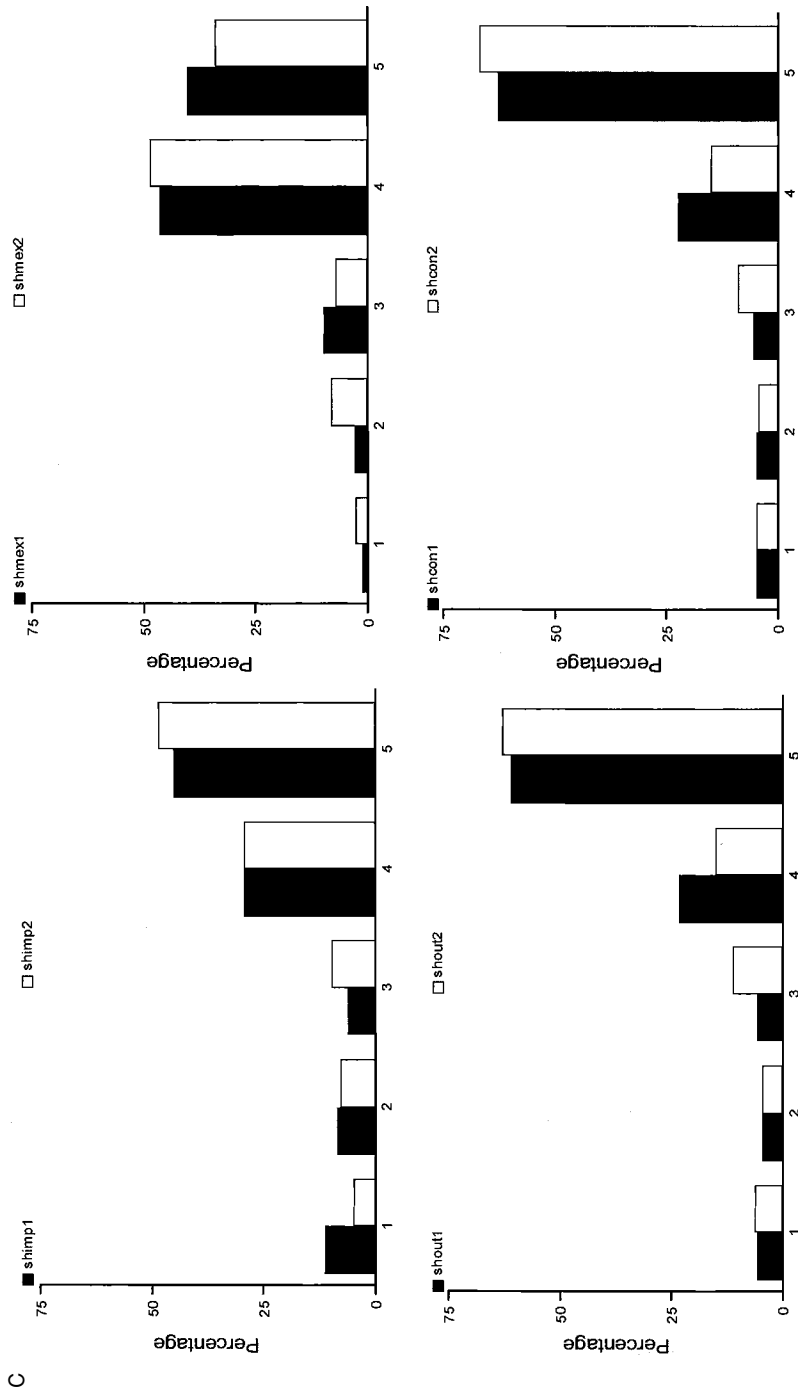 C
shimp1 shimp2
75
50
25
0
Percentage
1 2 3 4 5
shmex1 shmex2
75
50
25
0
Percentage
1 2 3 4 5
shout1 shout2
75
50
25
0
Percentage
1 2 3 4 5
shcon1 shcon2
75
50
25
0
Percentage
1 2 3 4 5